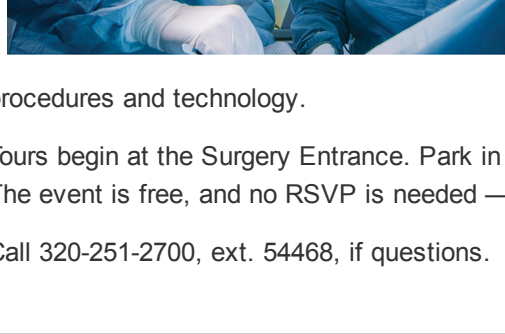 procedures and technology.
Tours begin at the Surgery Entrance. Park in
The event is free, and no RSVP is needed —
Call 320-251-2700, ext. 54468, if questions.